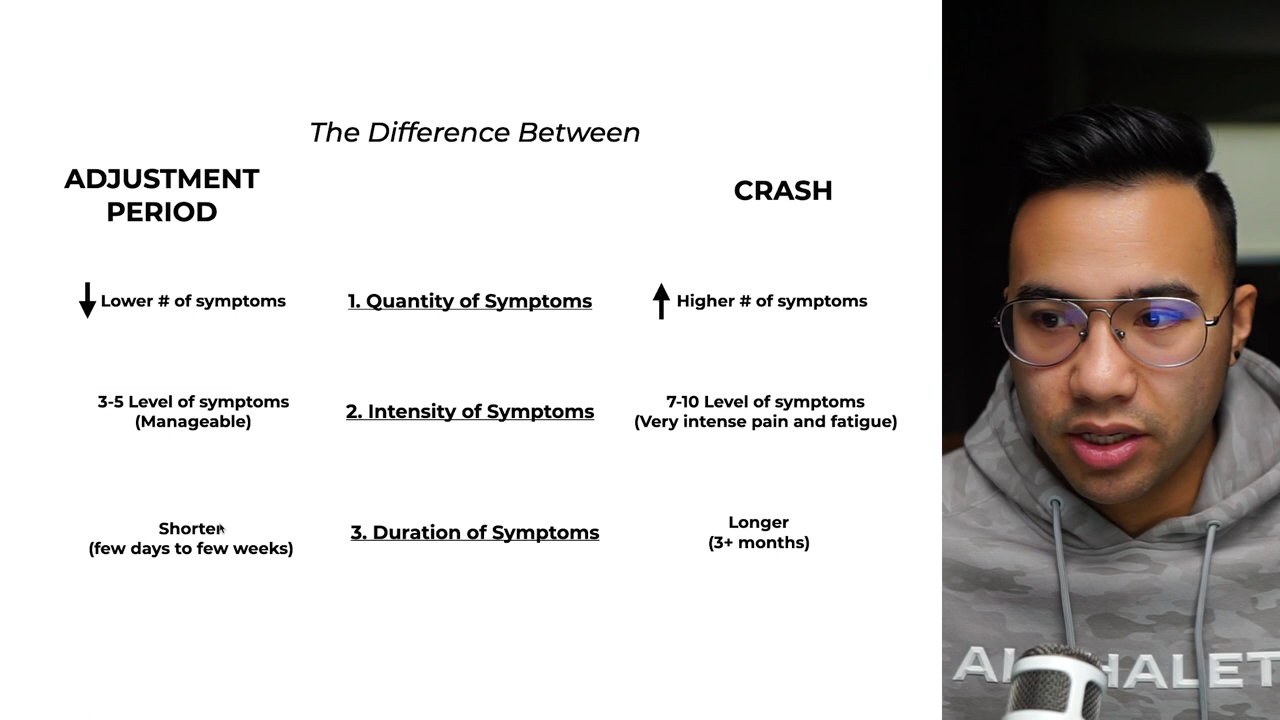 The Difference Between
ADJUSTMENT
PERIOD
CRASH
Lower # of symptoms
1. Quantity of Symptoms
Higher # of symptoms
3-5 Level of symptoms
(Manageable)
2. Intensity of Symptoms
7-10 Level of symptoms
(Very intense pain and fatigue)
Shorter
(few days to few weeks)
3. Duration of Symptoms
Longer
(3+ months)